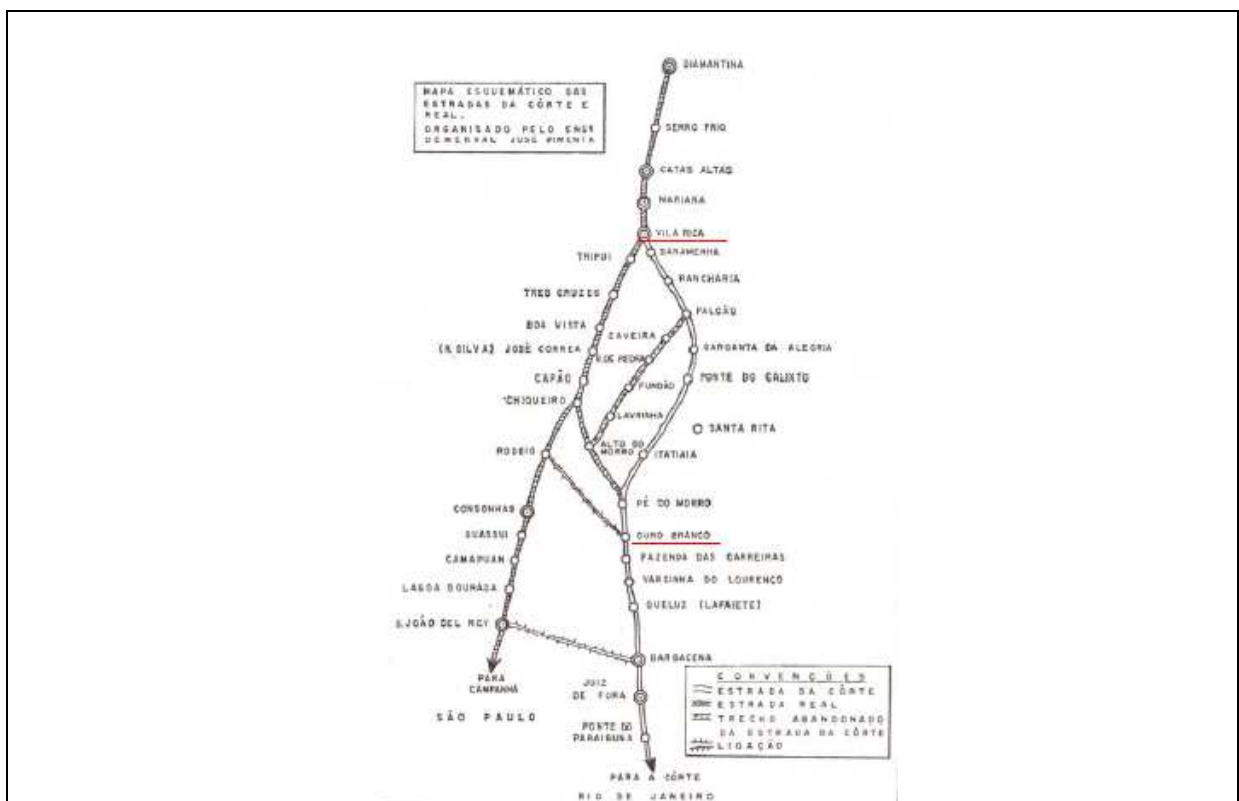 MAPA ESQUEMÁTICO DAS
ESTRADAS DA CÔRTE E
REAL.
ORGANISADO PELO ENGº
DEMERVAL JOSÉ PIMENTA
DIAMANTINA
SERRO FRIO
CATAS ALTAS
MARIANA
VILA RICA
SARAMENHA
TRIPUI
RANCHARIA
TRES CRUZES
FALCÃO
BOA VISTA
CAVEIRA
(H. SILVA) JOSÉ CORREA
GARGANTA DA ALEGRIA
R. DE PEDRA
CAPÃO
PONTE DO CALIXTO
FUNDÃO
CHIQUEIRO
LAVRINHA
SANTA RITA
RODEIO
ALTO DO
MORRO
ITATIAIA
PÉ DO MORRO
CONGONHAS
SUASSUI
OURO BRANCO
CAMAPUAN
FAZENDA DAS CARREIRAS
LAGOA DOURADA
VARGINHA DO LOURENÇO
QUELUZ (LAFAIETE)
S.JOÃO DEL REY
BARBACENA
PARA
CAMPANHA
SÃO PAULO
JUIZ
DE FORA
PONTE DO
PARAIBUNA
PARA A CÔRTE
RIO DE JANEIRO
CONVENÇÕES
ESTRADA DA CÔRTE
ESTRADA REAL
TRECHO ABANDONADO
DA ESTRADA DA CÔRTE
LIGAÇÃO